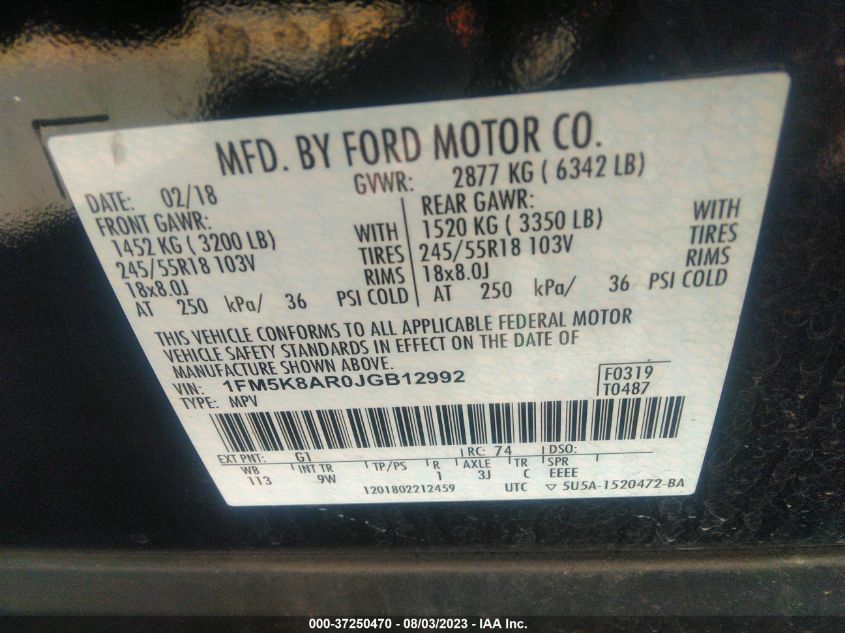 MFD. BY FORD MOTOR CO.
DATE: 02/18 GVWR: 2877 KG ( 6342 LB)
FRONT GAWR: REAR GAWR:
1452 KG ( 3200 LB) WITH 1520 KG ( 3350 LB) WITH
245/55R18 103V TIRES 245/55R18 103V TIRES
18x8.0J RIMS 18x8.0J RIMS
AT 250 kPa/ 36 PSI COLD AT 250 kPa/ 36 PSI COLD
THIS VEHICLE CONFORMS TO ALL APPLICABLE FEDERAL MOTOR
VEHICLE SAFETY STANDARDS IN EFFECT ON THE DATE OF
MANUFACTURE SHOWN ABOVE.
VIN: 1FM5K8AR0JGB12992 F0319
TYPE: MPV T0487
EXT PNT: G1 RC: 74 DSO:
WB INT TR TP/PS R AXLE TR SPR
113 9W 1 3J C EEEE
1201802212459 UTC ▽ 5U5A-1520472-BA
000-37250470 - 08/03/2023 - IAA Inc.